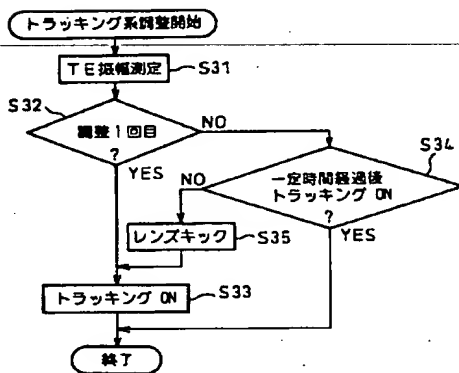 トラッキング系調整開始
TE振幅測定
S31
S32
調整1回目
?
NO
YES
S34
一定時間経過後
トラッキング ON
?
NO
YES
レンズキック
S35
トラッキング ON
S33
終了